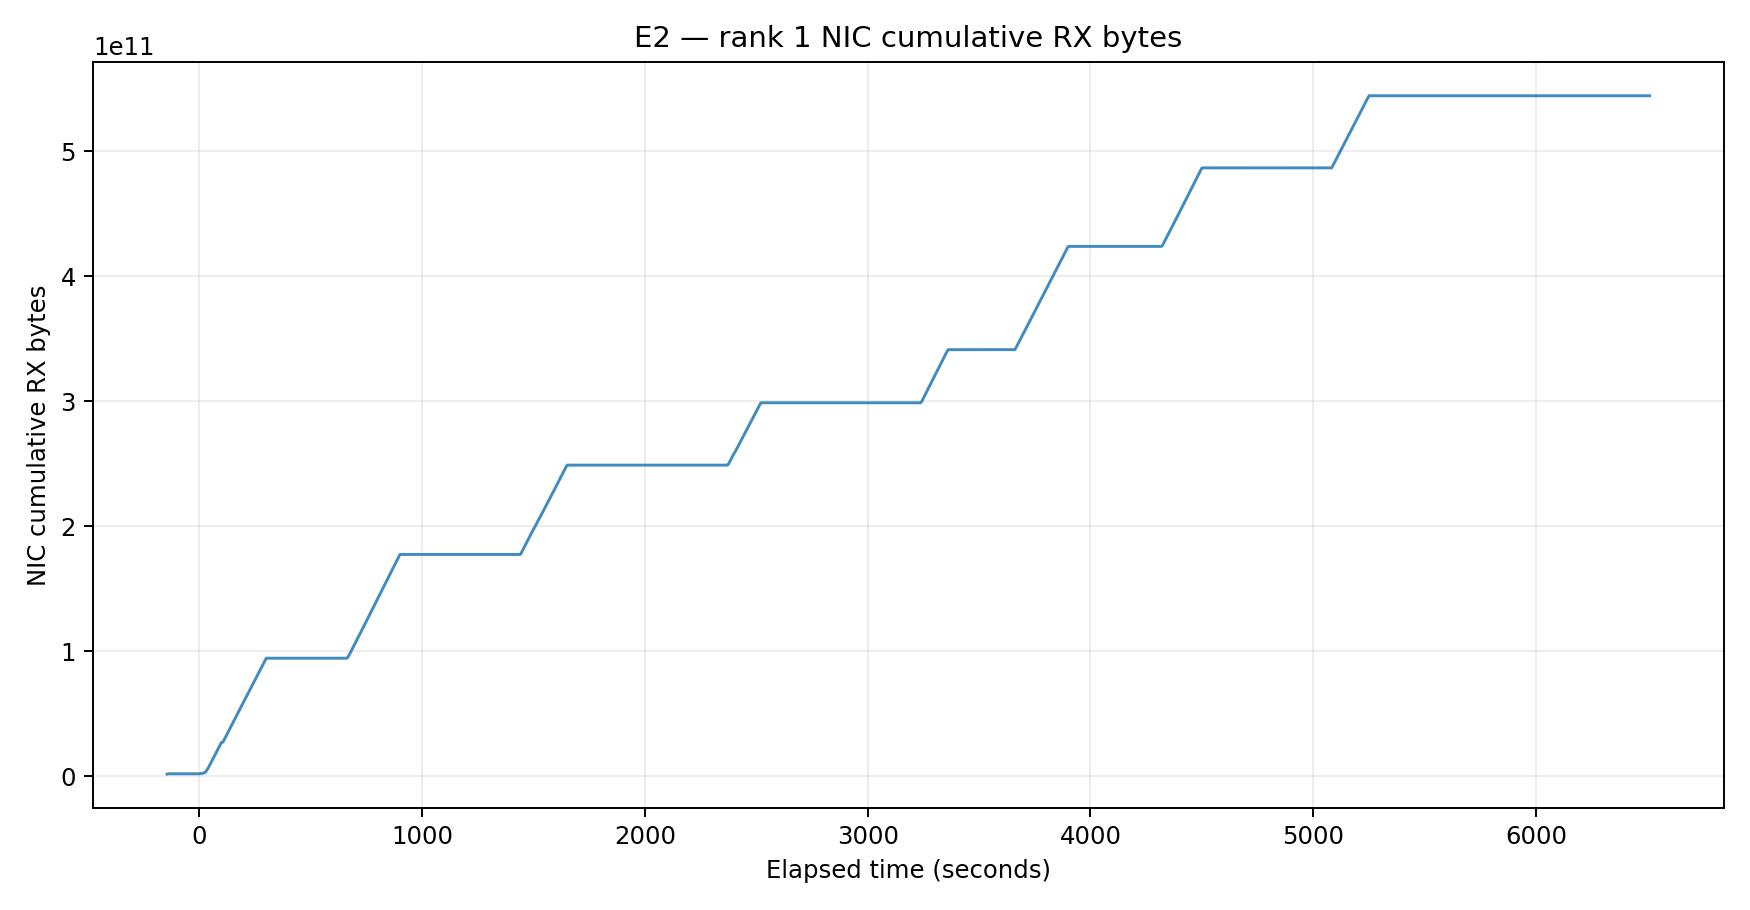 E2 — rank 1 NIC cumulative RX bytes
1e11
NIC cumulative RX bytes
5
4
3
2
1
0
0 1000 2000 3000 4000 5000 6000
Elapsed time (seconds)